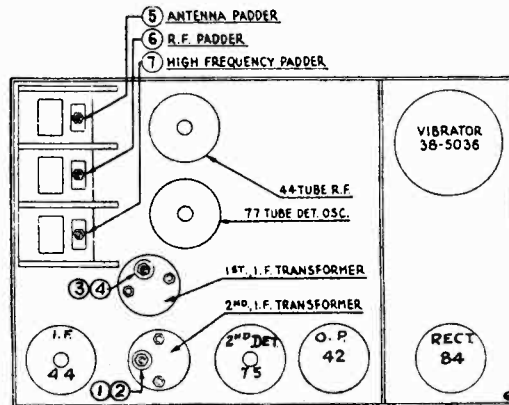 ⑤ ANTENNA PADDER
⑥ R.F. PADDER
⑦ HIGH FREQUENCY PADDER
VIBRATOR
38-5036
44 TUBE R.F.
77 TUBE DET. OSC.
1ST. I.F. TRANSFORMER
③ ④
2ND. I.F. TRANSFORMER
I.F.
44
2ND DET.
75
O.P.
42
RECT.
84
① ②